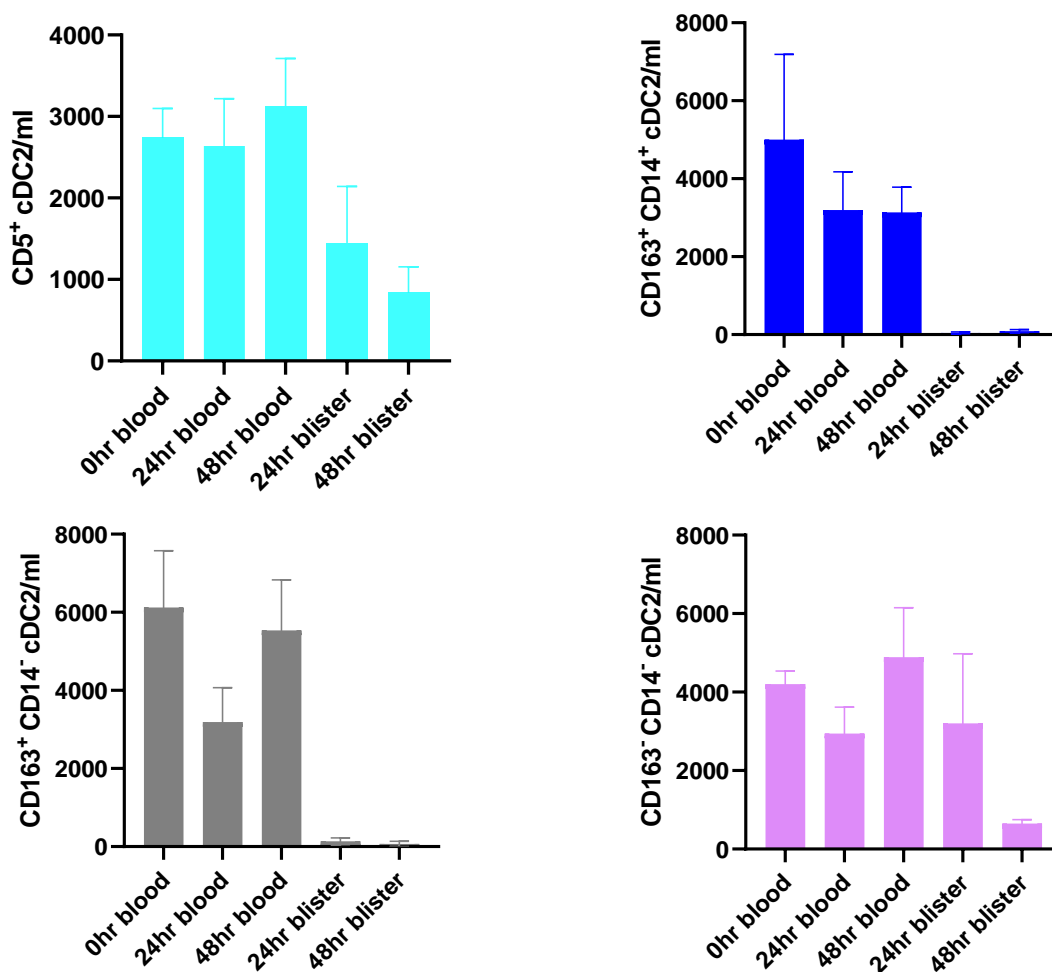 CD5⁺ cDC2/ml
4000
3000
2000
1000
0
0hr blood
24hr blood
48hr blood
24hr blister
48hr blister
CD163⁺ CD14⁺ cDC2/ml
8000
6000
4000
2000
0
0hr blood
24hr blood
48hr blood
24hr blister
48hr blister
CD163⁺ CD14⁻ cDC2/ml
8000
6000
4000
2000
0
0hr blood
24hr blood
48hr blood
24hr blister
48hr blister
CD163⁻ CD14⁻ cDC2/ml
8000
6000
4000
2000
0
0hr blood
24hr blood
48hr blood
24hr blister
48hr blister